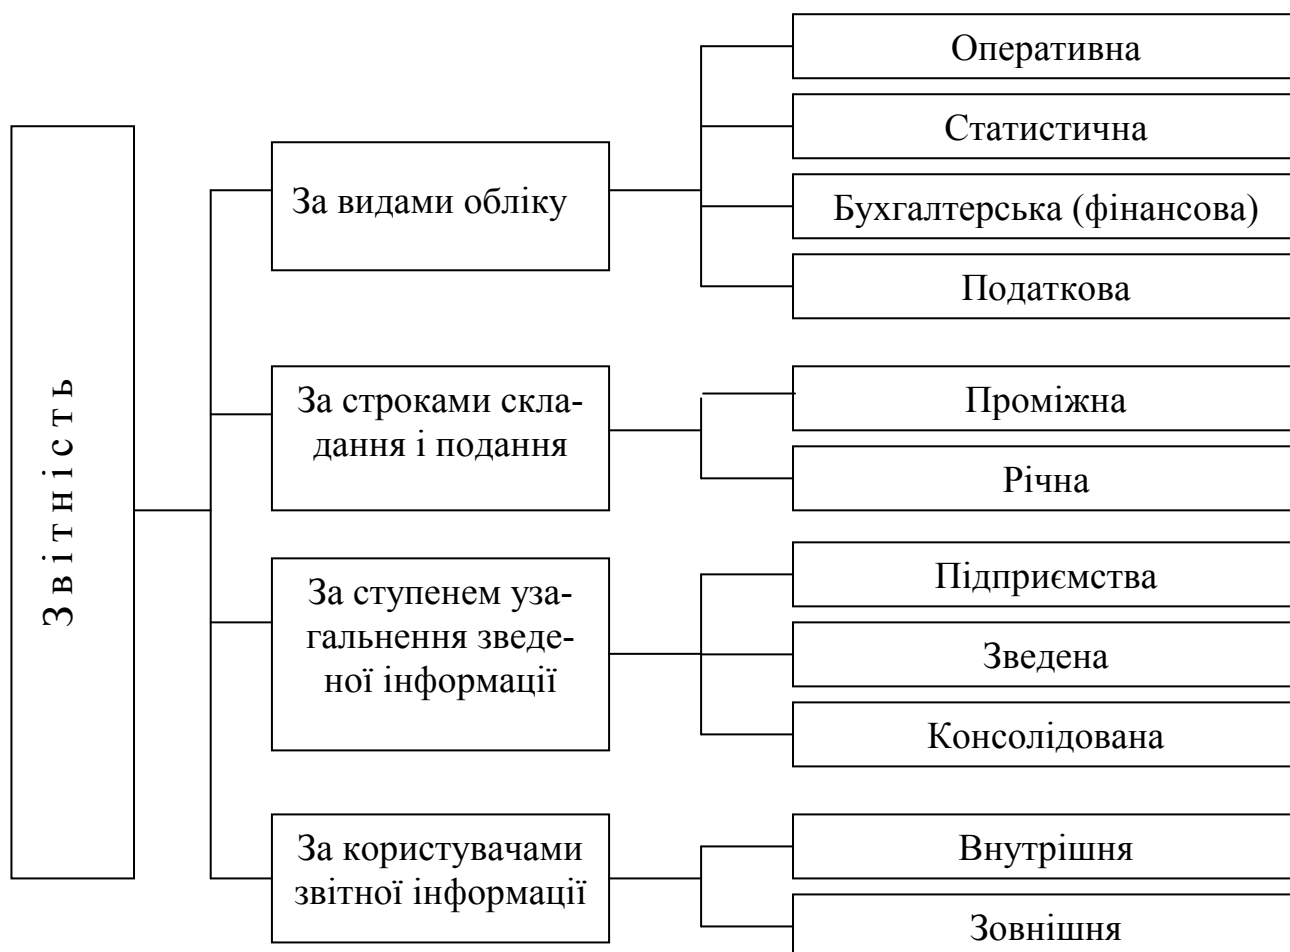 Звітність
За видами обліку
Оперативна
Статистична
Бухгалтерська (фінансова)
Податкова
За строками скла-
дання і подання
Проміжна
Річна
За ступенем уза-
гальнення зведе-
ної інформації
Підприємства
Зведена
Консолідована
За користувачами
звітної інформації
Внутрішня
Зовнішня